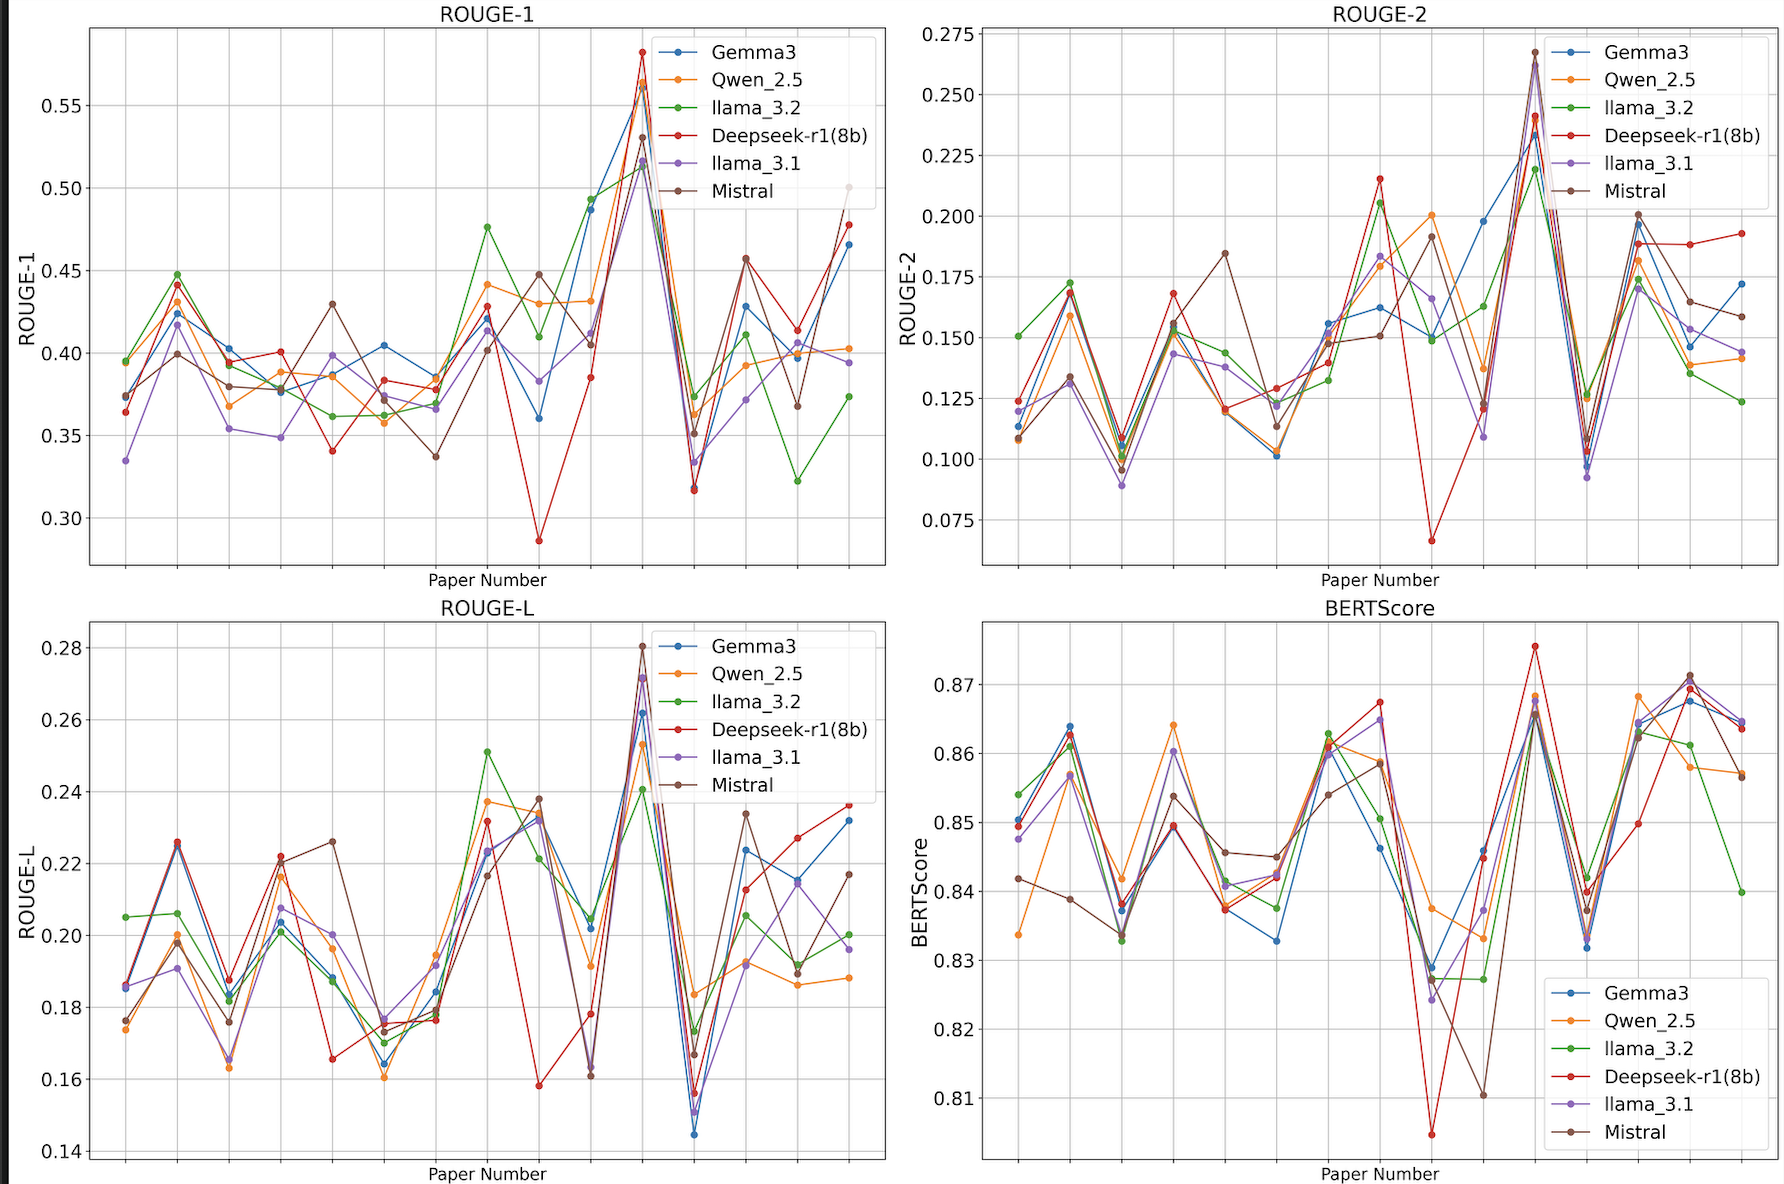 ROUGE-1
ROUGE-1
0.55
0.50
0.45
0.40
0.35
0.30
Gemma3
Qwen_2.5
llama_3.2
Deepseek-r1(8b)
llama_3.1
Mistral
Paper Number
ROUGE-2
ROUGE-2
0.275
0.250
0.225
0.200
0.175
0.150
0.125
0.100
0.075
Gemma3
Qwen_2.5
llama_3.2
Deepseek-r1(8b)
llama_3.1
Mistral
Paper Number
ROUGE-L
ROUGE-L
0.28
0.26
0.24
0.22
0.20
0.18
0.16
0.14
Gemma3
Qwen_2.5
llama_3.2
Deepseek-r1(8b)
llama_3.1
Mistral
Paper Number
BERTScore
BERTScore
0.87
0.86
0.85
0.84
0.83
0.82
0.81
Gemma3
Qwen_2.5
llama_3.2
Deepseek-r1(8b)
llama_3.1
Mistral
Paper Number